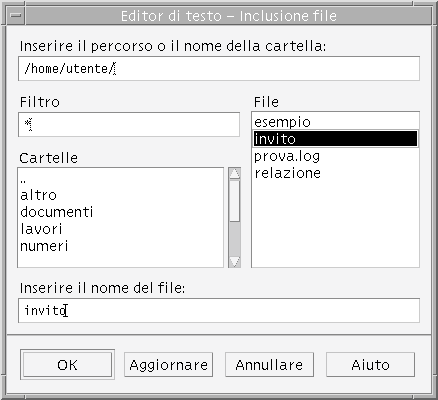 Editor di testo – Inclusione file
Inserire il percorso o il nome della cartella:
/home/utente/
Filtro
*
Cartelle
..
altro
documenti
lavori
numeri
File
esempio
invito
prova.log
relazione
Inserire il nome del file:
invito
OK
Aggiornare
Annullare
Aiuto